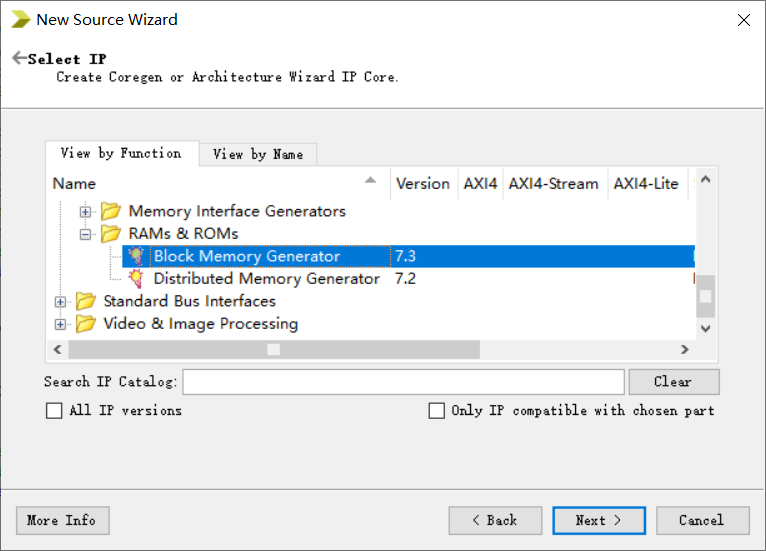 New Source Wizard
Select IP
Create Coregen or Architecture Wizard IP Core.
View by Function View by Name
Name Version AXI4 AXI4-Stream AXI4-Lite
Memory Interface Generators
RAMs & ROMs
Block Memory Generator 7.3
Distributed Memory Generator 7.2
Standard Bus Interfaces
Video & Image Processing
Search IP Catalog: Clear
All IP versions Only IP compatible with chosen part
More Info < Back Next > Cancel